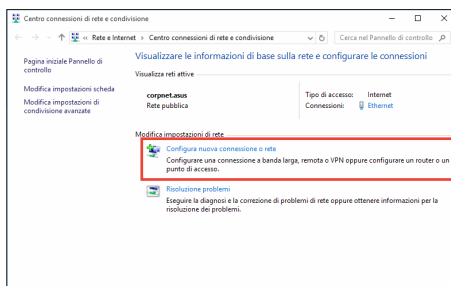 Centro connessioni di rete e condivisione
« Rete e Internet > Centro connessioni di rete e condivisione
Cerca nel Pannello di controllo
Pagina iniziale Pannello di controllo
Modifica impostazioni scheda
Modifica impostazioni di condivisione avanzate
Visualizzare le informazioni di base sulla rete e configurare le connessioni
Visualizza reti attive
corpnet.asus
Rete pubblica
Tipo di accesso: Internet
Connessioni: Ethernet
Modifica impostazioni di rete
Configura nuova connessione o rete
Configurare una connessione a banda larga, remota o VPN oppure configurare un router o un
punto di accesso.
Risoluzione problemi
Eseguire la diagnosi e la correzione di problemi di rete oppure ottenere informazioni per la
risoluzione dei problemi.